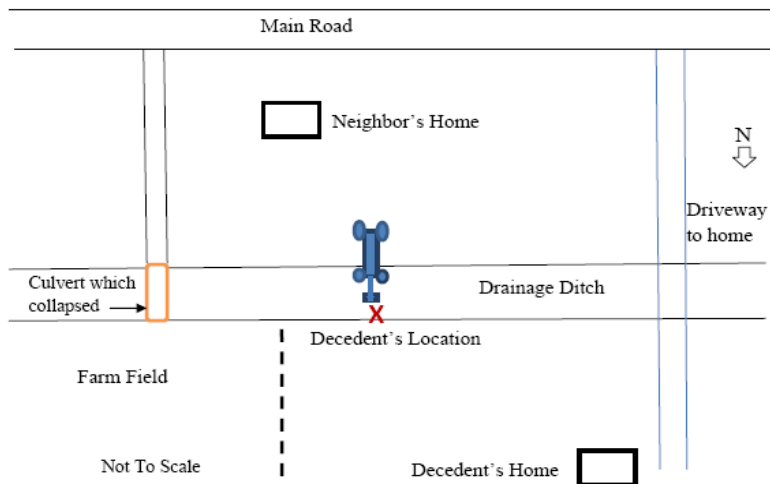 Main Road
Neighbor's Home
N
Driveway
to home
Culvert which
collapsed
Drainage Ditch
X
Decedent's Location
Farm Field
Not To Scale
Decedent's Home